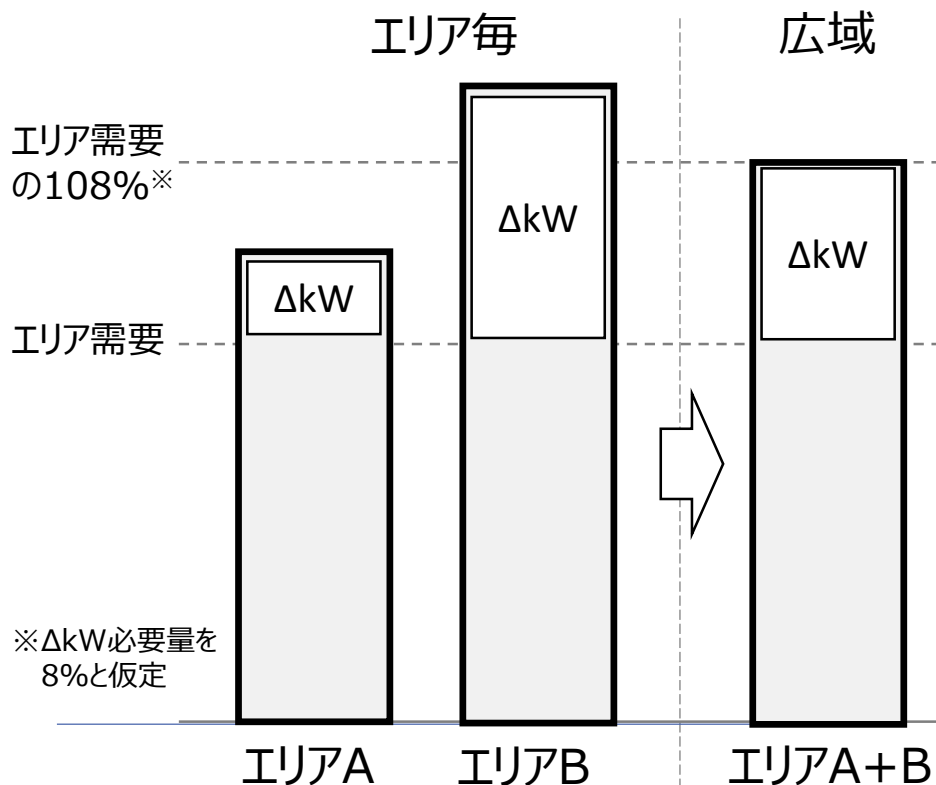 エリア毎
広域
エリア需要
の108%※
ΔkW
ΔkW
ΔkW
エリア需要
※ΔkW必要量を
8%と仮定
エリアA
エリアB
エリアA+B